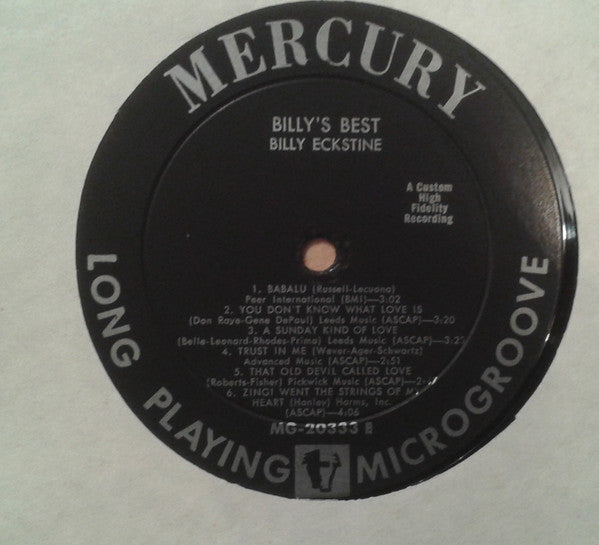 MERCURY
BILLY'S BEST
BILLY ECKSTINE
A Custom
High
Fidelity
Recording
1. BABALU (Russell-Lecuona)
Peer International (BMI)—3:02
2. YOU DON'T KNOW WHAT LOVE IS
(Don Raye-Gene DePaul) Leeds Music (ASCAP)—3:20
3. A SUNDAY KIND OF LOVE
(Belle-Leonard-Rhodes-Prima) Leeds Music (ASCAP)
4. TRUST IN ME (Wever-Ager-Schwartz)
Advanced Music (ASCAP)—2:51
5. THAT OLD DEVIL CALLED LOVE
(Roberts-Fisher) Pickwick Music (ASCAP)
6. ZING! WENT THE STRINGS OF
HEART (Hanley) Harms, Inc.
(ASCAP)—4:06
MG-20333 B
LONG PLAYING MICROGROOVE